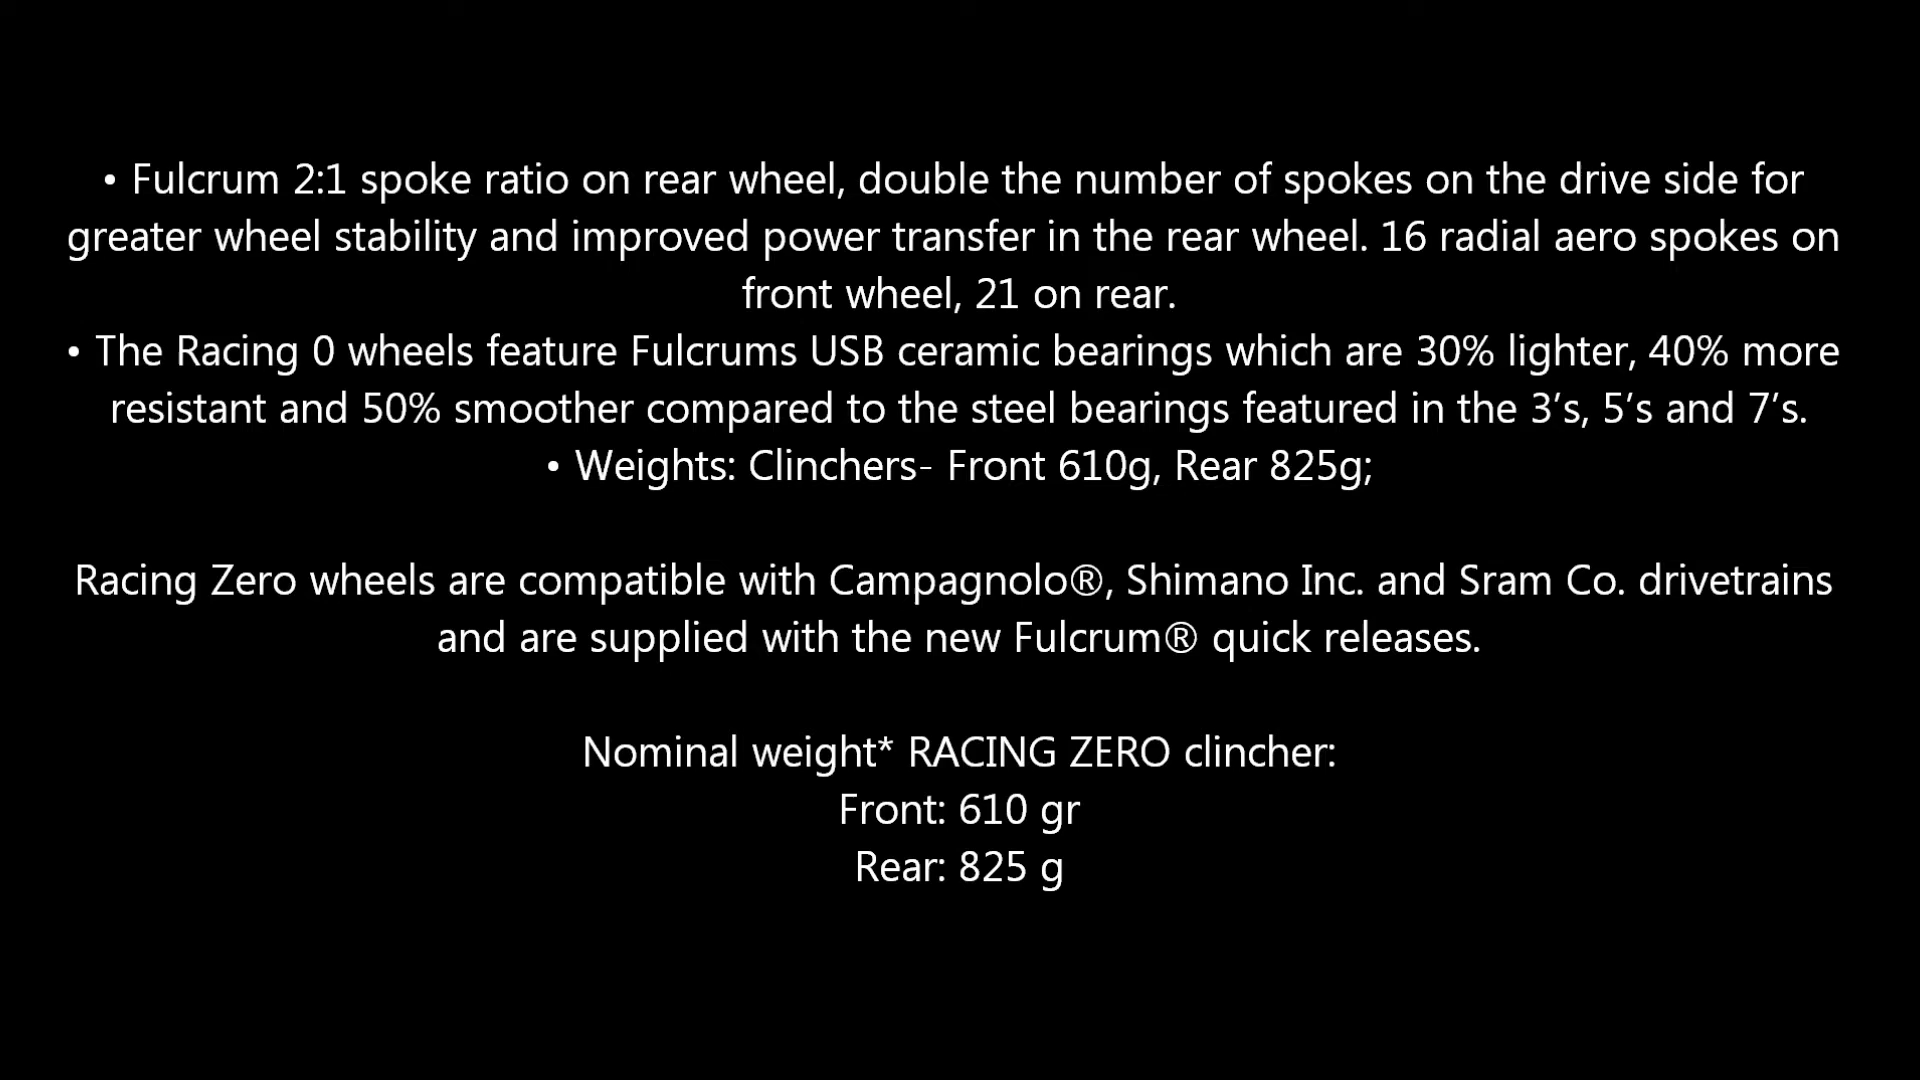 • Fulcrum 2:1 spoke ratio on rear wheel, double the number of spokes on the drive side for
greater wheel stability and improved power transfer in the rear wheel. 16 radial aero spokes on
front wheel, 21 on rear.
• The Racing 0 wheels feature Fulcrums USB ceramic bearings which are 30% lighter, 40% more
resistant and 50% smoother compared to the steel bearings featured in the 3’s, 5’s and 7’s.
• Weights: Clinchers- Front 610g, Rear 825g;
Racing Zero wheels are compatible with Campagnolo®, Shimano Inc. and Sram Co. drivetrains
and are supplied with the new Fulcrum® quick releases.
Nominal weight* RACING ZERO clincher:
Front: 610 gr
Rear: 825 g